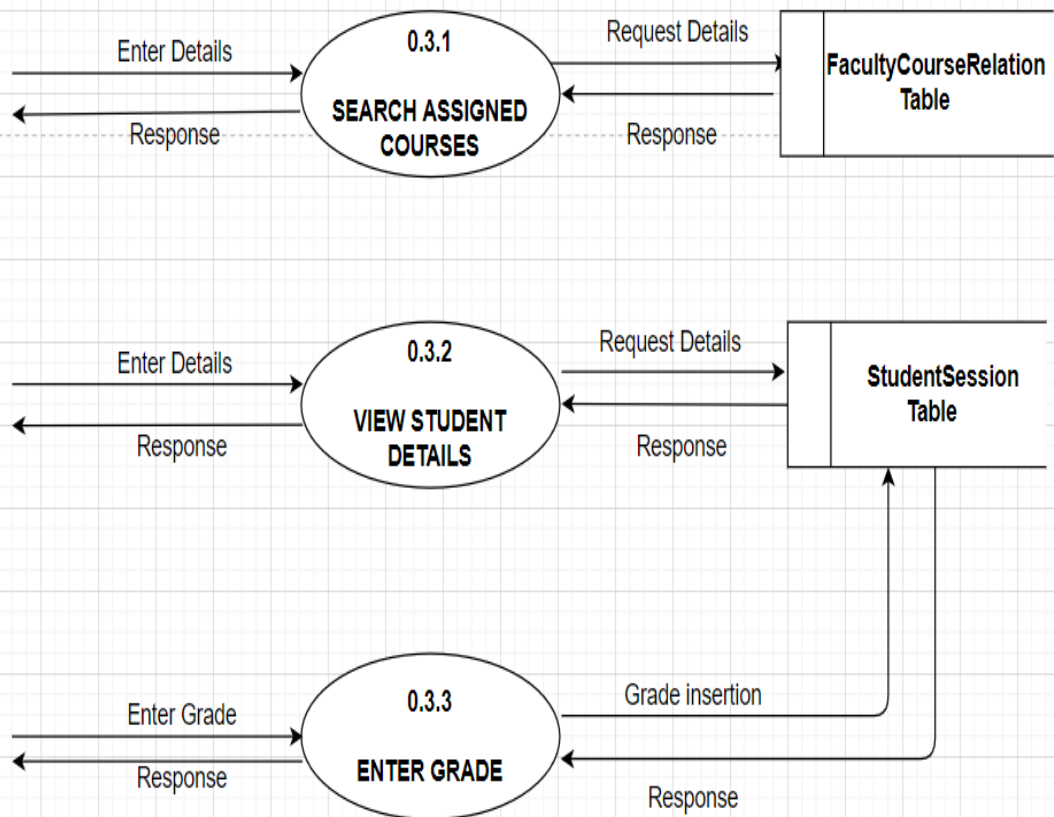 Enter Details
Response
0.3.1
SEARCH ASSIGNED
COURSES
Request Details
Response
FacultyCourseRelation
Table
Enter Details
Response
0.3.2
VIEW STUDENT
DETAILS
Request Details
Response
StudentSession
Table
Enter Grade
Response
0.3.3
ENTER GRADE
Grade insertion
Response